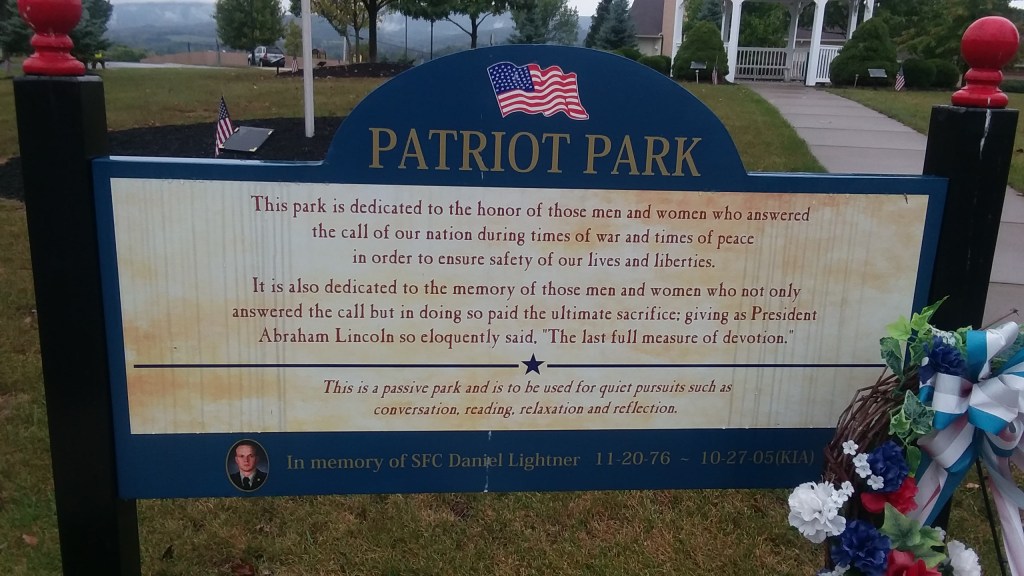 PATRIOT PARK
This park is dedicated to the honor of those men and women who answered
the call of our nation during times of war and times of peace
in order to ensure safety of our lives and liberties.
It is also dedicated to the memory of those men and women who not only
answered the call but in doing so paid the ultimate sacrifice; giving as President
Abraham Lincoln so eloquently said, "The last full measure of devotion."
This is a passive park and is to be used for quiet pursuits such as
conversation, reading, relaxation and reflection.
In memory of SFC Daniel Lightner 11-20-76 ~ 10-27-05(KIA)